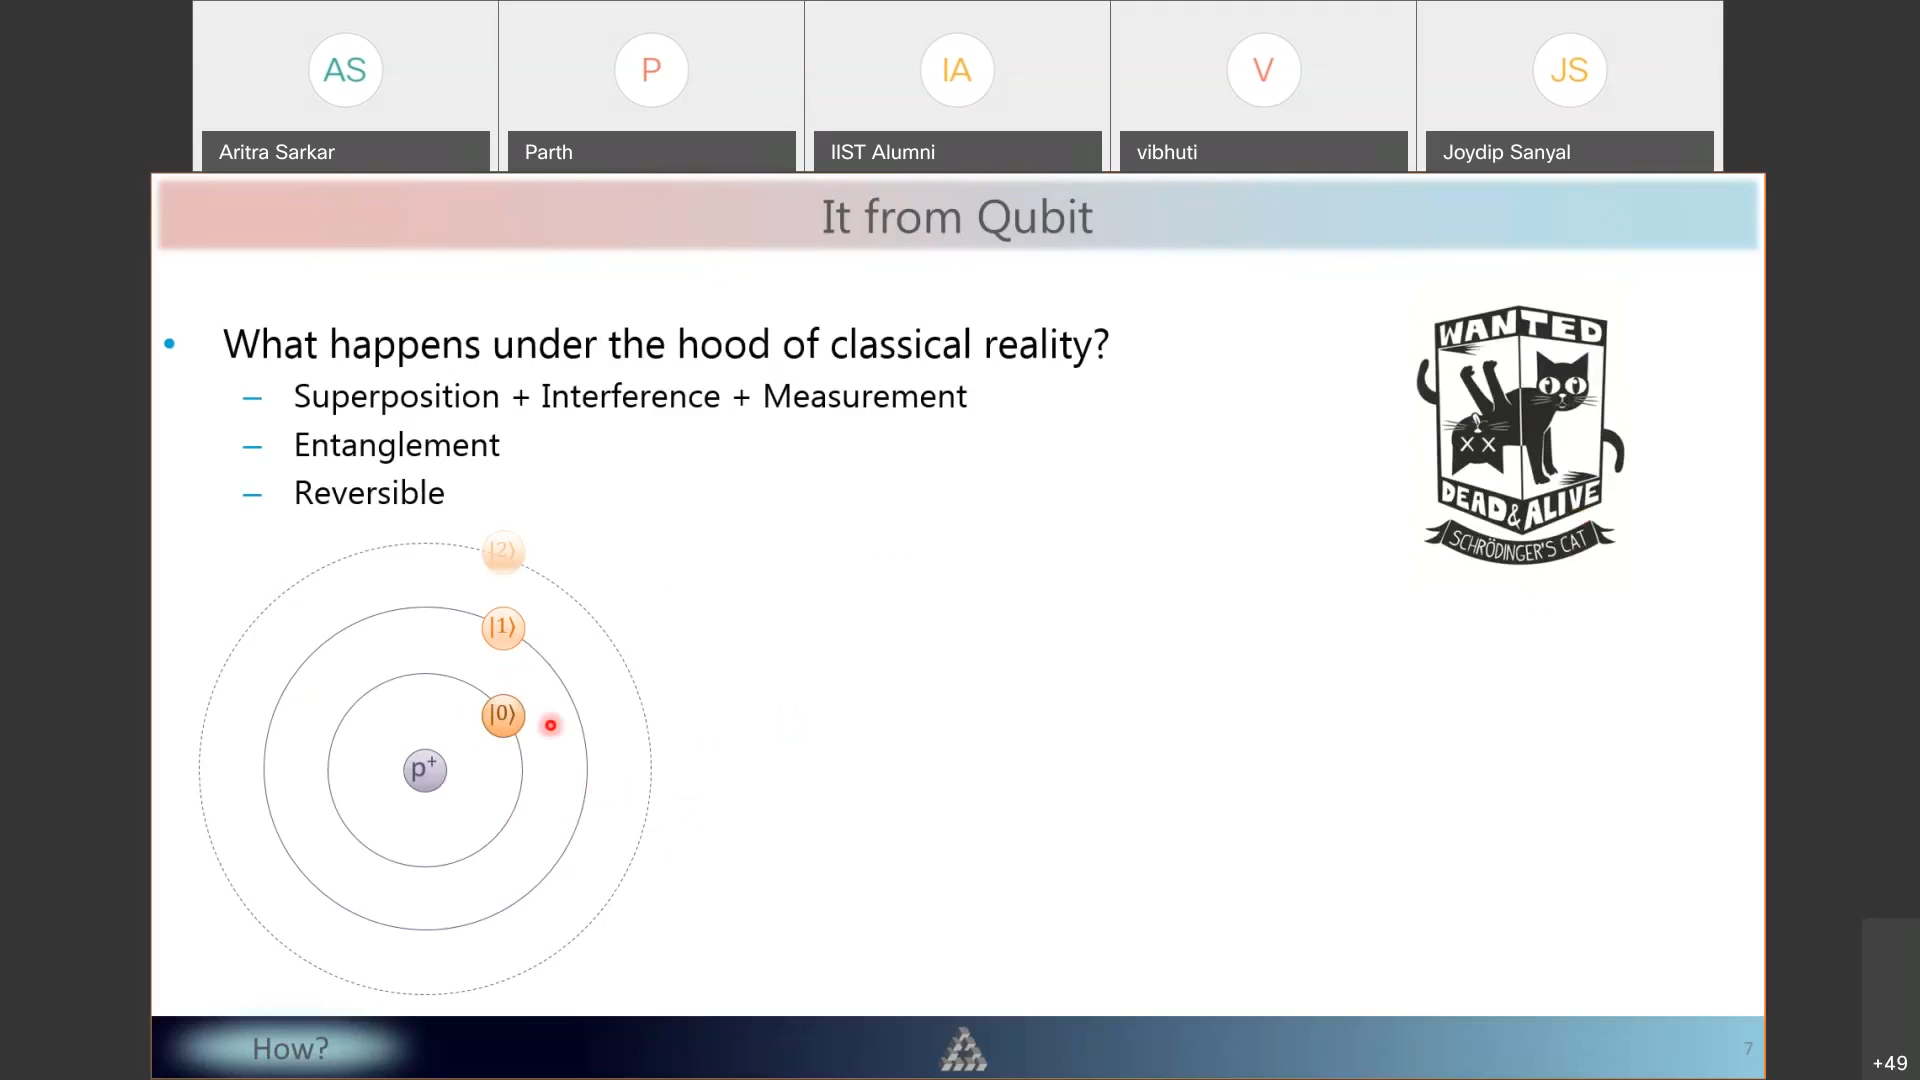 AS
P
IA
V
JS
Aritra Sarkar
Parth
IIST Alumni
vibhuti
Joydip Sanyal
It from Qubit
• What happens under the hood of classical reality?
– Superposition + Interference + Measurement
– Entanglement
– Reversible
WANTED
DEAD & ALIVE
SCHRÖDINGER'S CAT
|2⟩
|1⟩
|0⟩
p⁺
How?
7
+49